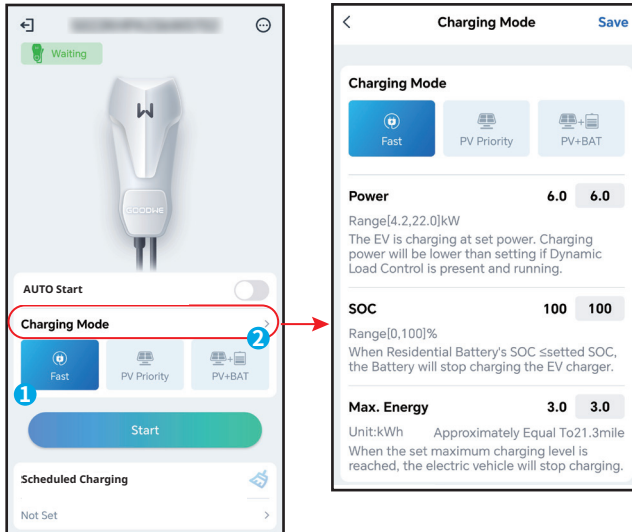 Waiting
GOODWE
AUTO Start
Charging Mode
2
1
Fast
PV Priority
PV+BAT
Start
Scheduled Charging
Not Set
Charging Mode
Save
Charging Mode
Fast
PV Priority
PV+BAT
Power 6.0 6.0
Range[4.2,22.0]kW
The EV is charging at set power. Charging
power will be lower than setting if Dynamic
Load Control is present and running.
SOC 100 100
Range[0,100]%
When Residential Battery's SOC ≤setted SOC,
the Battery will stop charging the EV charger.
Max. Energy 3.0 3.0
Unit:kWh Approximately Equal To21.3mile
When the set maximum charging level is
reached, the electric vehicle will stop charging.